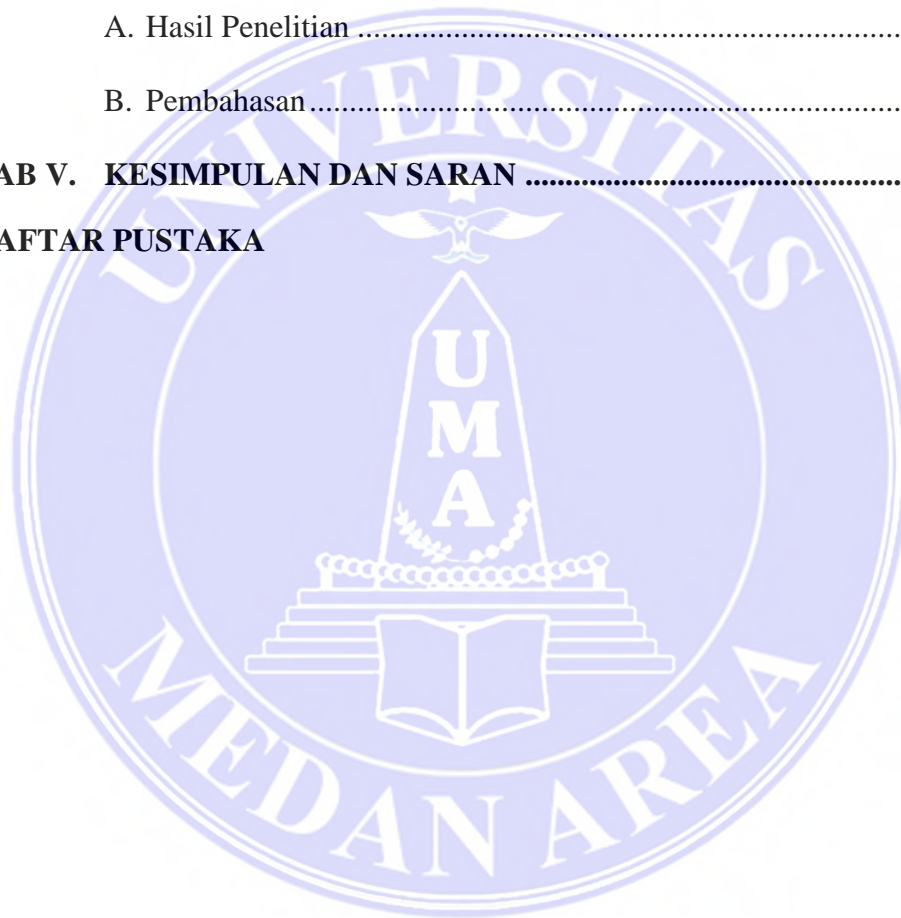 A. Hasil Penelitian ......................................................................
B. Pembahasan ............................................................................
AB V. KESIMPULAN DAN SARAN ................................................
AFTAR PUSTAKA
UNIVERSITAS
U
M
A
MEDAN AREA